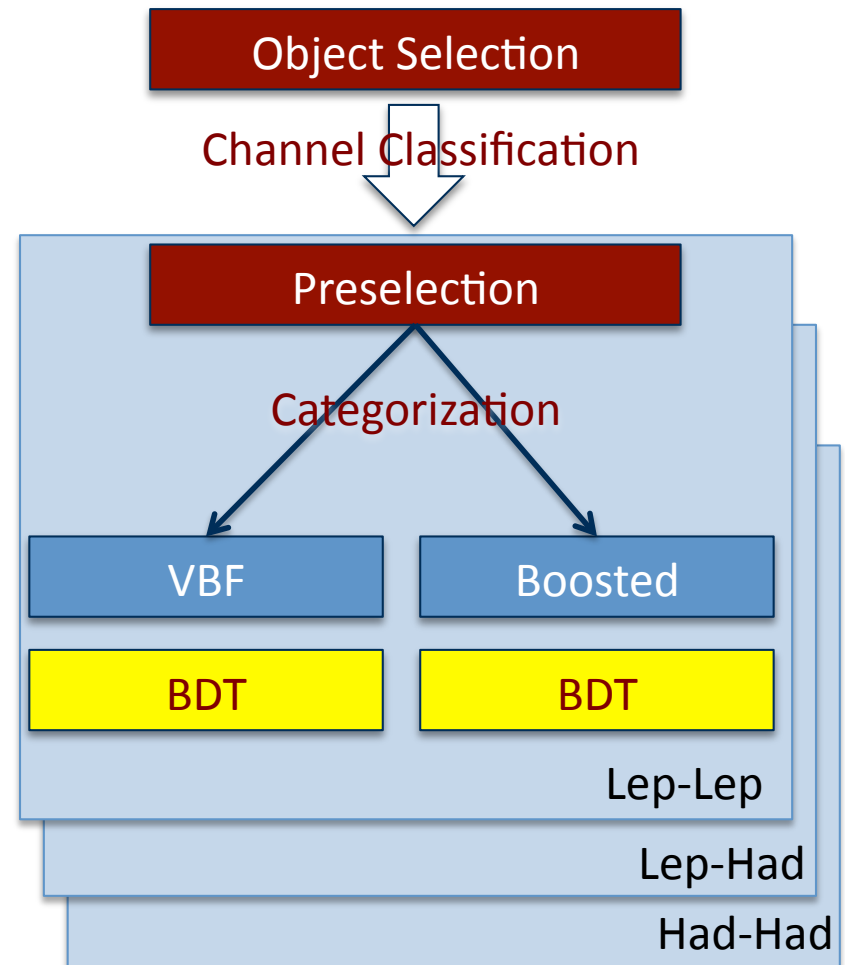 Object Selection
Channel Classification
Preselection
Categorization
VBF
Boosted
BDT
BDT
Lep-Lep
Lep-Had
Had-Had